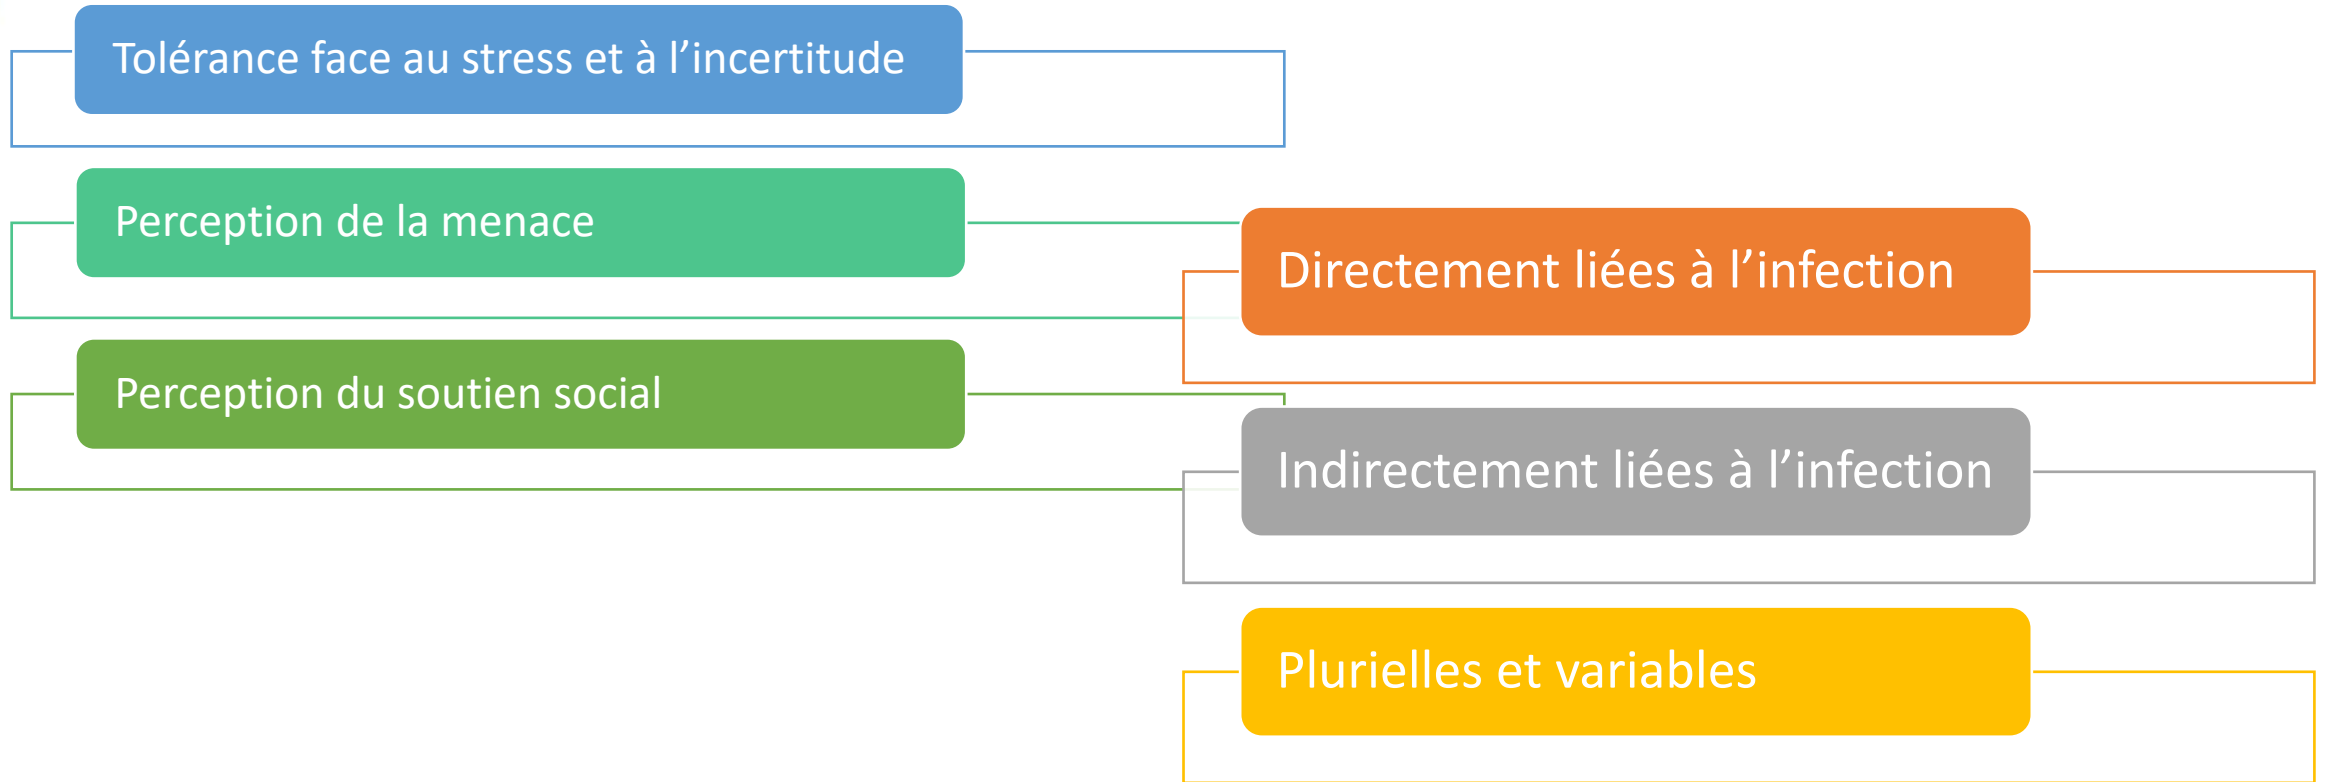 Tolérance face au stress et à l’incertitude
Perception de la menace
Perception du soutien social
Directement liées à l’infection
Indirectement liées à l’infection
Plurielles et variables